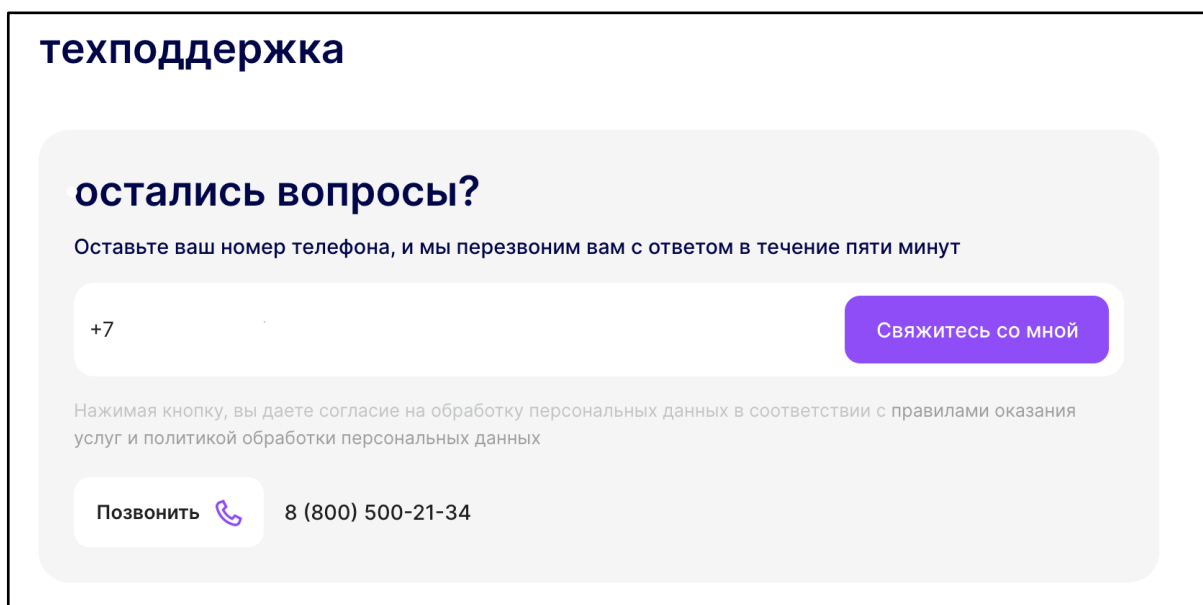 техподдержка
остались вопросы?
Оставьте ваш номер телефона, и мы перезвоним вам с ответом в течение пяти минут
+7
Свяжитесь со мной
Нажимая кнопку, вы даете согласие на обработку персональных данных в соответствии с правилами оказания
услуг и политикой обработки персональных данных
Позвонить
8 (800) 500-21-34